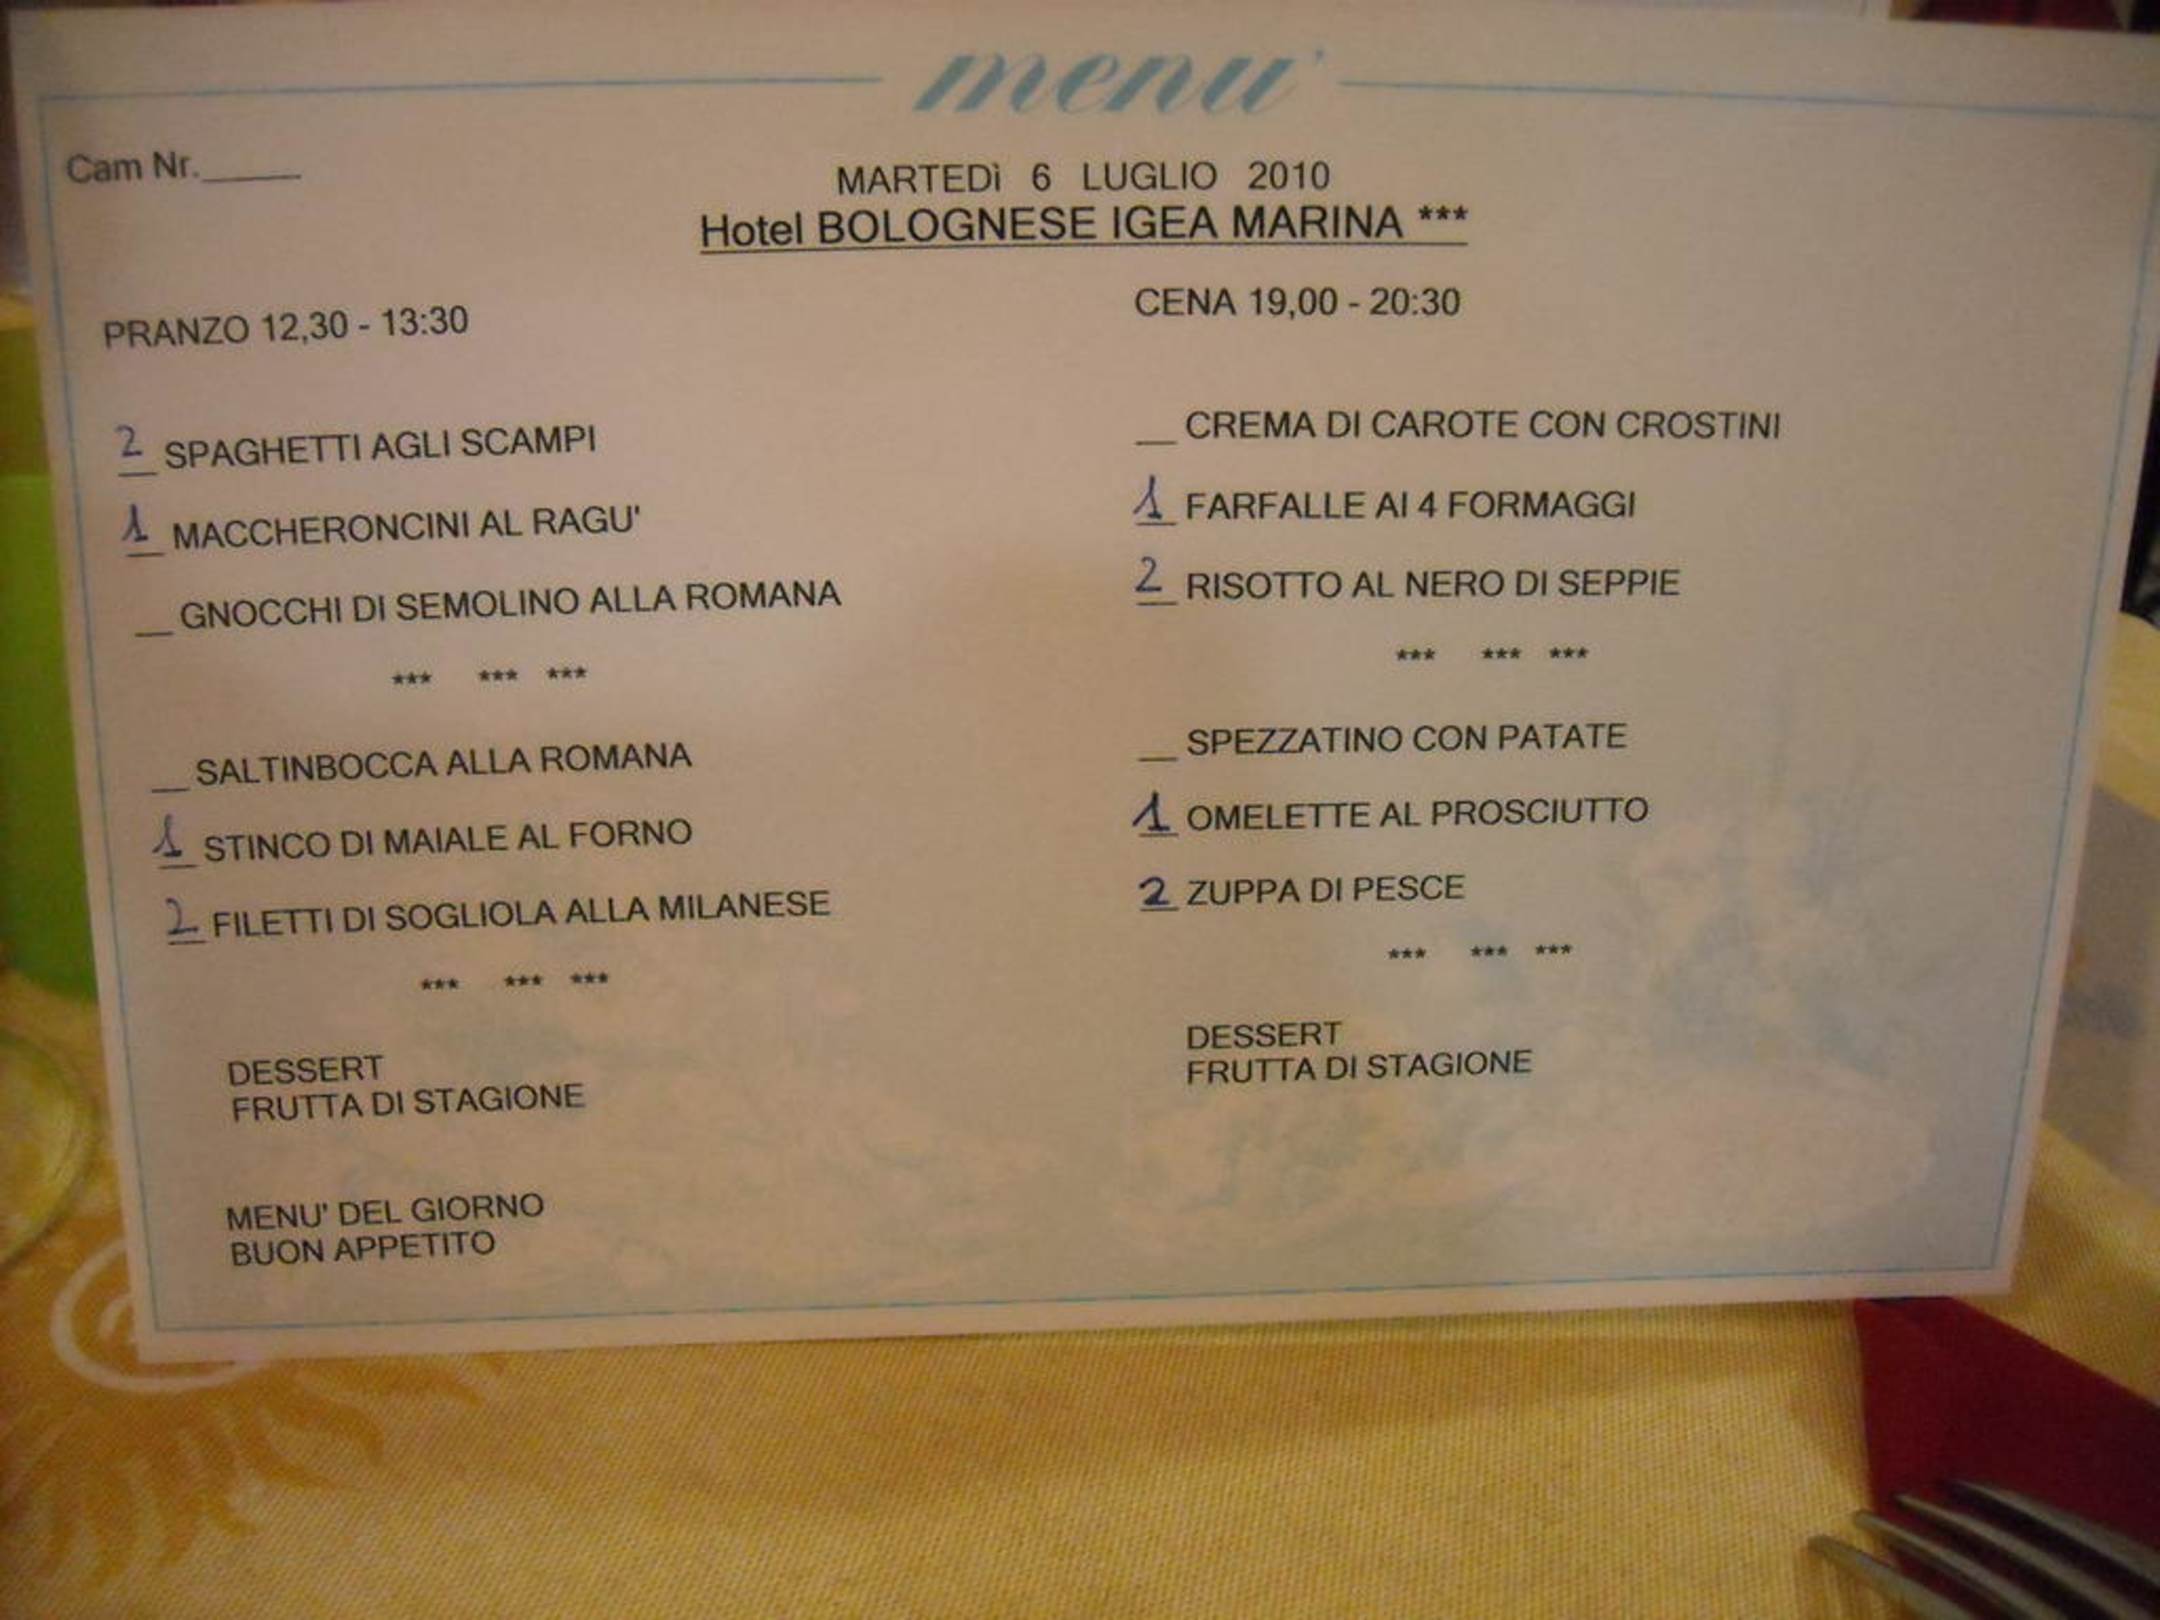 menu'
Cam Nr._____
MARTEDì 6 LUGLIO 2010
Hotel BOLOGNESE IGEA MARINA ***
PRANZO 12,30 - 13:30
2 SPAGHETTI AGLI SCAMPI
1 MACCHERONCINI AL RAGU'
__ GNOCCHI DI SEMOLINO ALLA ROMANA
*** *** ***
__ SALTINBOCCA ALLA ROMANA
1 STINCO DI MAIALE AL FORNO
2 FILETTI DI SOGLIOLA ALLA MILANESE
*** *** ***
DESSERT
FRUTTA DI STAGIONE
MENU' DEL GIORNO
BUON APPETITO
CENA 19,00 - 20:30
__ CREMA DI CAROTE CON CROSTINI
1 FARFALLE AI 4 FORMAGGI
2 RISOTTO AL NERO DI SEPPIE
*** *** ***
__ SPEZZATINO CON PATATE
1 OMELETTE AL PROSCIUTTO
2 ZUPPA DI PESCE
*** *** ***
DESSERT
FRUTTA DI STAGIONE